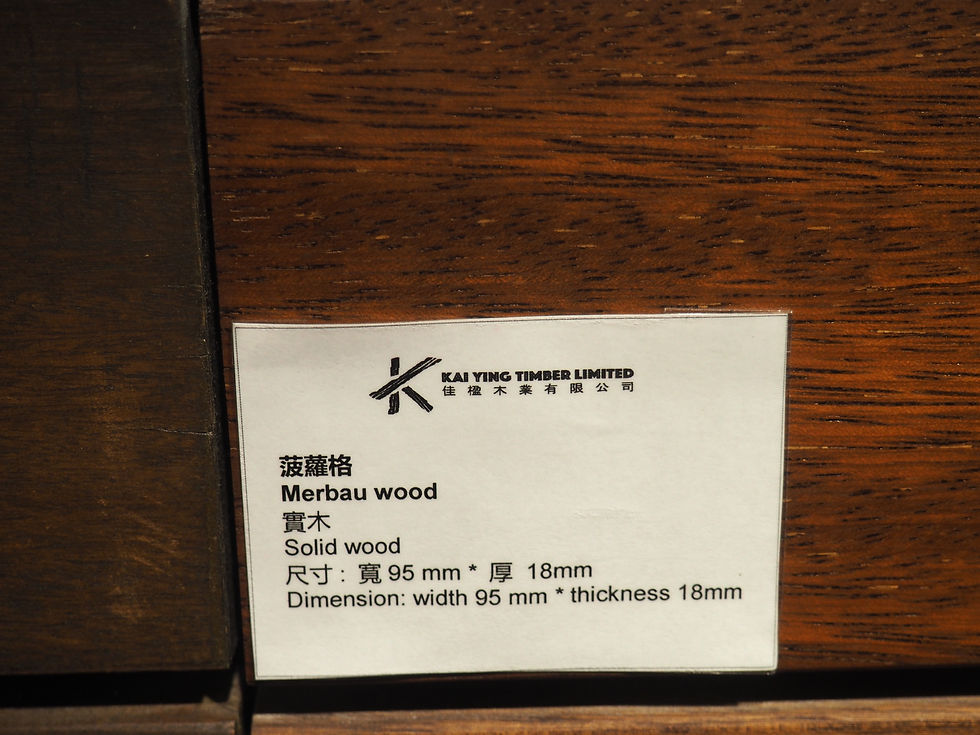 KAI YING TIMBER LIMITED
佳楹木業有限公司
菠蘿格
Merbau wood
實木
Solid wood
尺寸 : 寬 95 mm * 厚 18mm
Dimension: width 95 mm * thickness 18mm